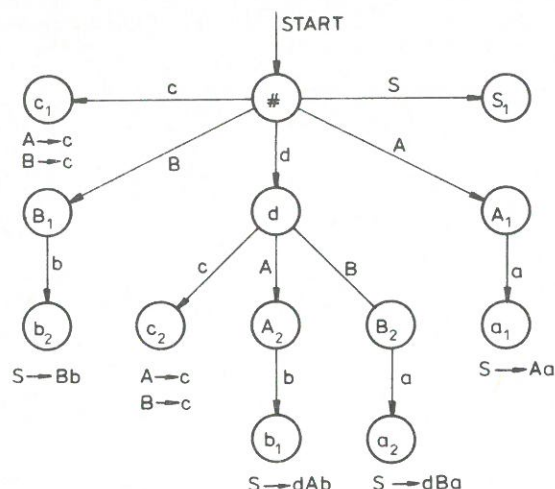 START
c S
c₁ # S₁
A→c
B→c
B d A
B₁ d A₁
b c A B a
b₂ c₂ A₂ B₂ a₁
S→Bb A→c b a S→Aa
B→c
b₁ a₂
S→dAb S→dBa